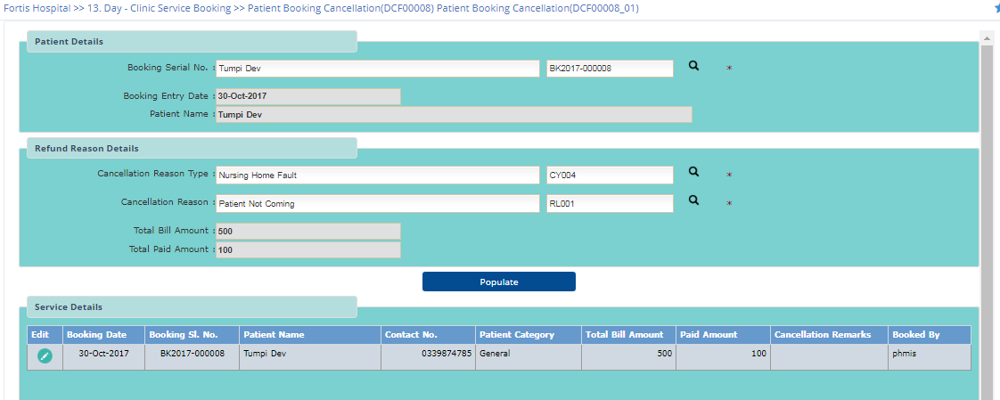 Fortis Hospital >> 13. Day - Clinic Service Booking >> Patient Booking Cancellation(DCF00008) Patient Booking Cancellation(DCF00008_01)
Patient Details
Booking Serial No. : Tumpi Dev BK2017-000008 *
Booking Entry Date : 30-Oct-2017
Patient Name : Tumpi Dev
Refund Reason Details
Cancellation Reason Type : Nursing Home Fault CY004 *
Cancellation Reason : Patient Not Coming RL001 *
Total Bill Amount : 500
Total Paid Amount : 100
Populate
Service Details
Edit Booking Date Booking Sl. No. Patient Name Contact No. Patient Category Total Bill Amount Paid Amount Cancellation Remarks Booked By
30-Oct-2017 BK2017-000008 Tumpi Dev 0339874785 General 500 100 phmis